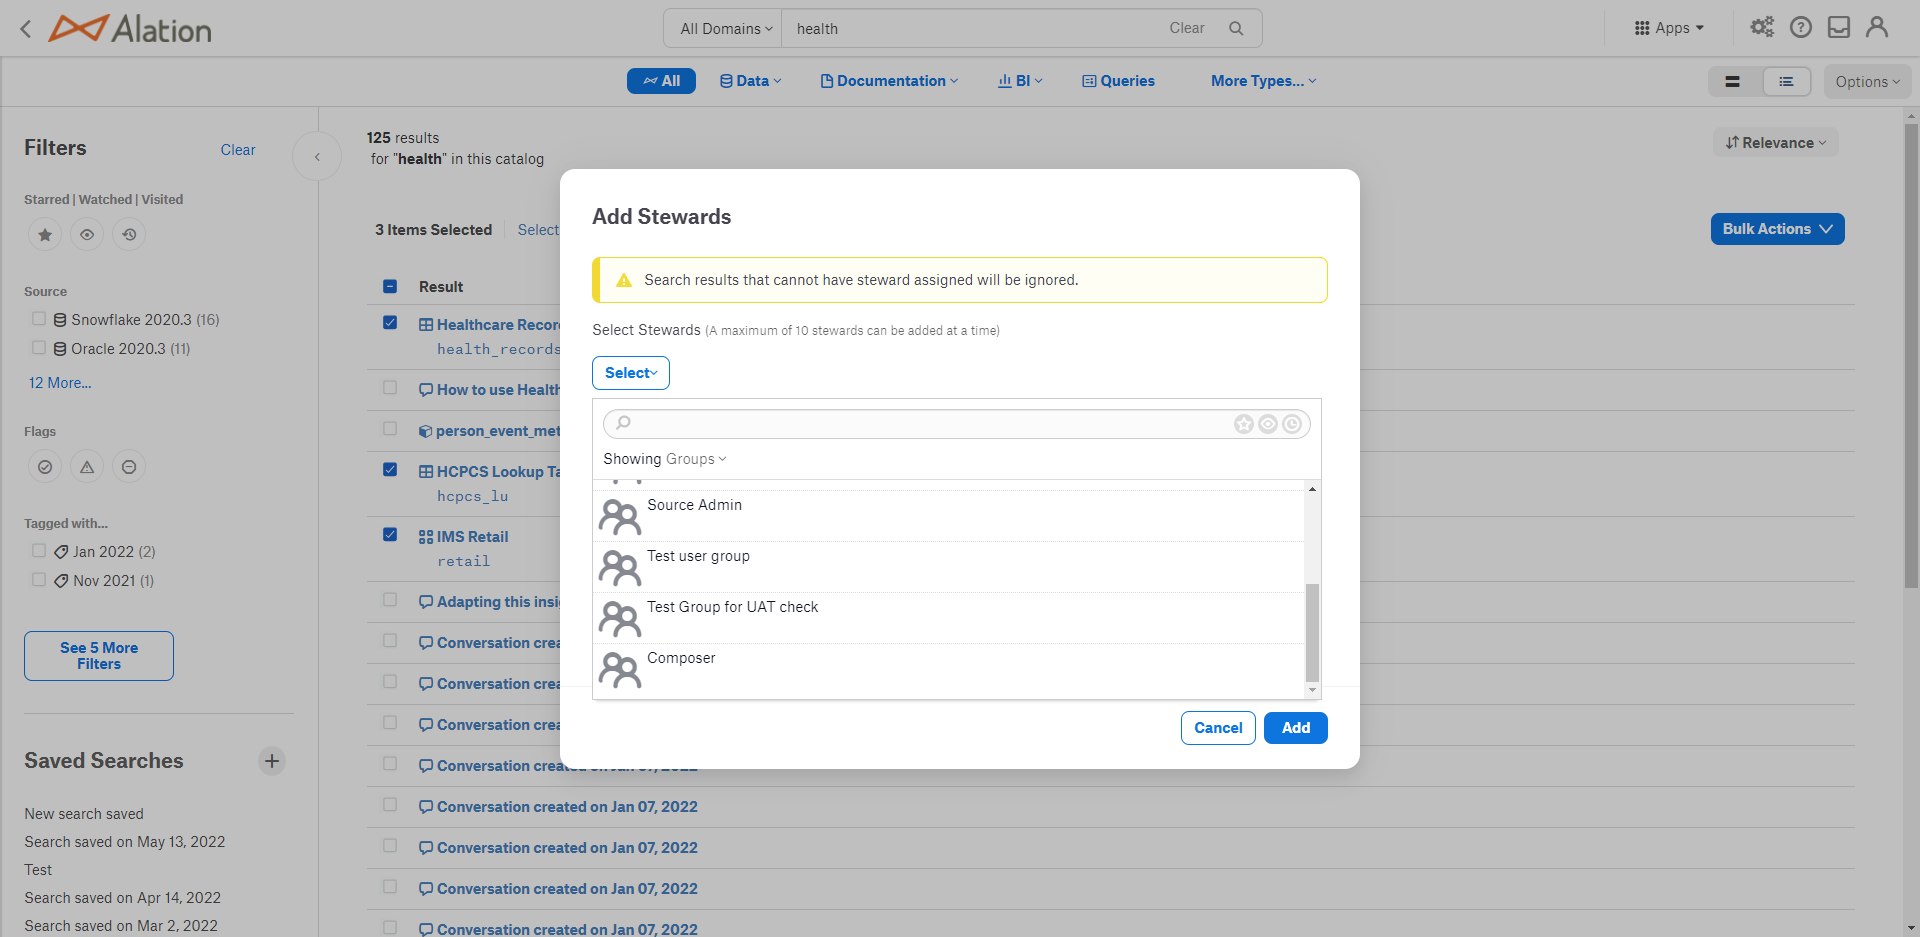 Alation
All Domains
health
Clear
Apps
All
Data
Documentation
BI
Queries
More Types...
Options
Filters
Clear
Starred | Watched | Visited
Source
Snowflake 2020.3 (16)
Oracle 2020.3 (11)
12 More...
Flags
Tagged with...
Jan 2022 (2)
Nov 2021 (1)
See 5 More
Filters
Saved Searches
New search saved
Search saved on May 13, 2022
Test
Search saved on Apr 14, 2022
Search saved on Mar 2, 2022
125 results
for "health" in this catalog
Relevance
3 Items Selected
Select
Bulk Actions
Result
Healthcare Recor
health_records
How to use Health
person_event_met
HCPCS Lookup Ta
hcpcs_lu
IMS Retail
retail
Adapting this insi
Conversation crea
Conversation crea
Conversation crea
Conversation created on Jan 07, 2022
Conversation created on Jan 07, 2022
Conversation created on Jan 07, 2022
Conversation created on Jan 07, 2022
Conversation created on Jan 07, 2022
Add Stewards
Search results that cannot have steward assigned will be ignored.
Select Stewards (A maximum of 10 stewards can be added at a time)
Select
Showing Groups
Source Admin
Test user group
Test Group for UAT check
Composer
Cancel
Add